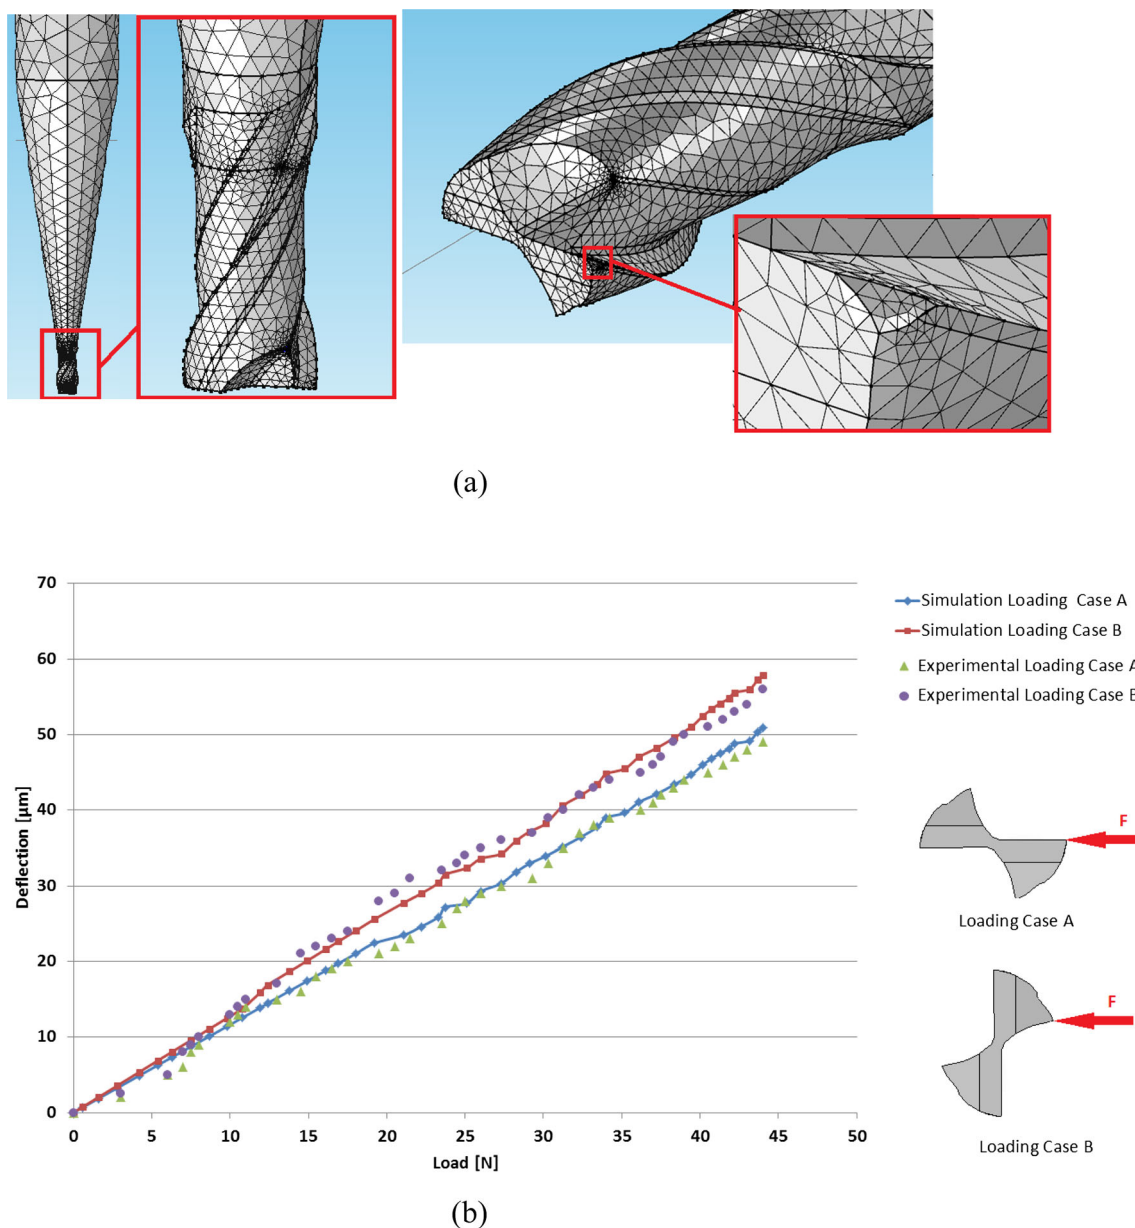 (a)
70
60
50
40
30
20
10
0
Deflection [µm]
0 5 10 15 20 25 30 35 40 45 50
Load [N]
Simulation Loading Case A
Simulation Loading Case B
Experimental Loading Case A
Experimental Loading Case B
F
Loading Case A
F
Loading Case B
(b)